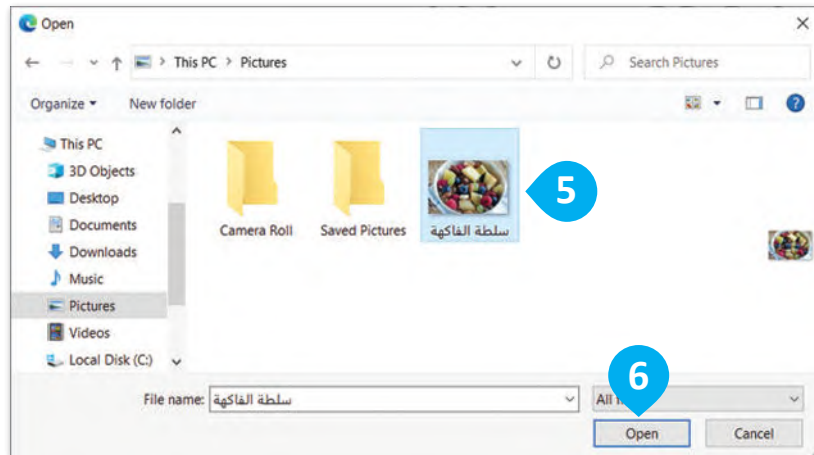 Open
This PC > Pictures
Search Pictures
Organize
New folder
This PC
3D Objects
Desktop
Documents
Downloads
Music
Pictures
Videos
Local Disk (C:)
Camera Roll
Saved Pictures
سلطة الفاكهة
5
6
File name: سلطة الفاكهة
All
Open
Cancel